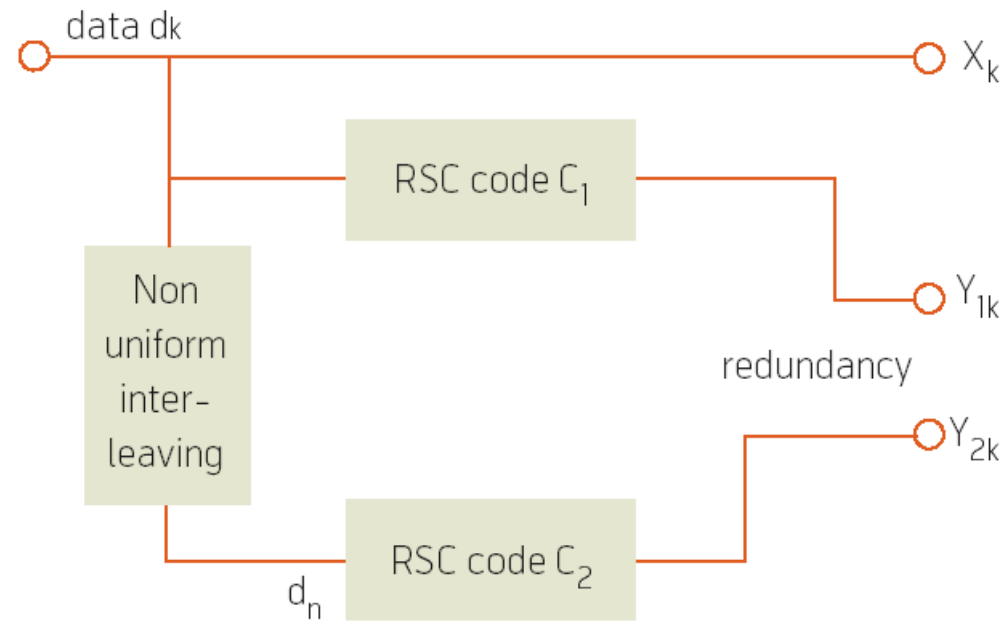 data dk
Xk
RSC code C1
Y1k
Non
uniform
inter-
leaving
redundancy
Y2k
RSC code C2
dn